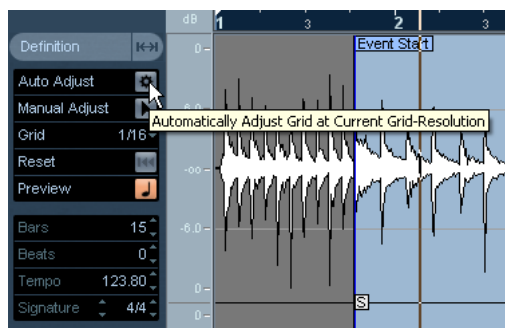 dB 1 3 2 3
Definition
0-
Event Start
Auto Adjust
Manual Adjust
Automatically Adjust Grid at Current Grid-Resolution
Grid 1/16
Reset
-oo-
Preview
Bars 15
-6.0-
Beats 0
Tempo 123.80
0-
Signature 4/4
S
0-